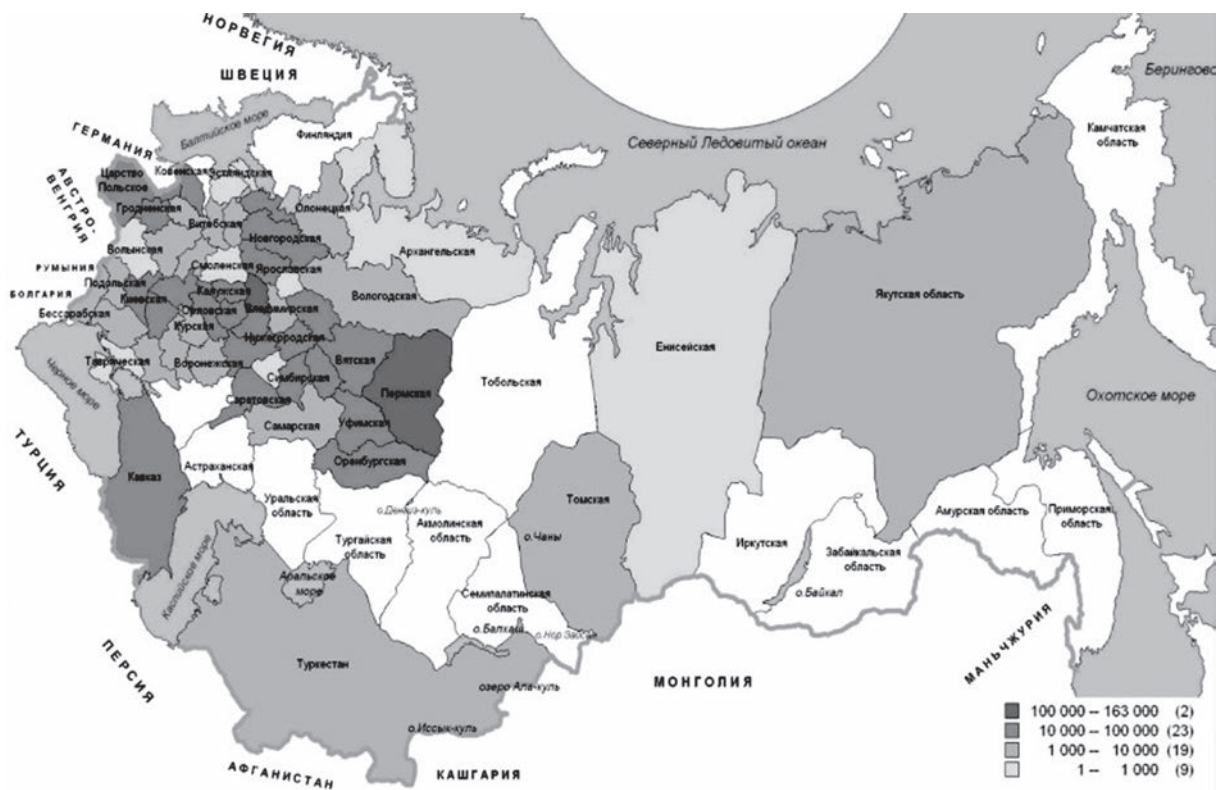 НОРВЕГИЯ
ШВЕЦИЯ
Берингово
Камчатская
область
Балтийское море
Финляндия
Северный Ледовитый океан
ГЕРМАНИЯ
Царство
Польское
Ковенская
Эстляндская
АВСТРО-
ВЕНГРИЯ
Гродненская
Олонецкая
Витебская
Новгородская
Волынская
Архангельская
Смоленская
Ярославская
РУМЫНИЯ
Подольская
Калужская
Вологодская
Якутская область
БОЛГАРИЯ
Киевская
Орловская
Владимирская
Бессарабская
Курская
Нижегородская
Енисейская
Таврическая
Воронежская
Вятская
Симбирская
Тобольская
Черное море
Саратовская
Пермская
Охотское море
Самарская
Уфимская
ТУРЦИЯ
Оренбургская
Кавказ
Астраханская
Уральская
область
Томская
Тургайская
область
Акмолинская
область
о.Чаны
Амурская
область
Приморская
область
Иркутская
Забайкальская
область
Каспийское море
Аральское
море
Семипалатинская
область
о.Байкал
о.Балхаш
ПЕРСИЯ
Туркестан
озеро Ала-куль
МОНГОЛИЯ
МАНЬЧЖУРИЯ
о.Иссык-куль
АФГАНИСТАН
КАШГАРИЯ
100 000 – 163 000 (2)
10 000 – 100 000 (23)
1 000 – 10 000 (19)
1 – 1 000 (9)